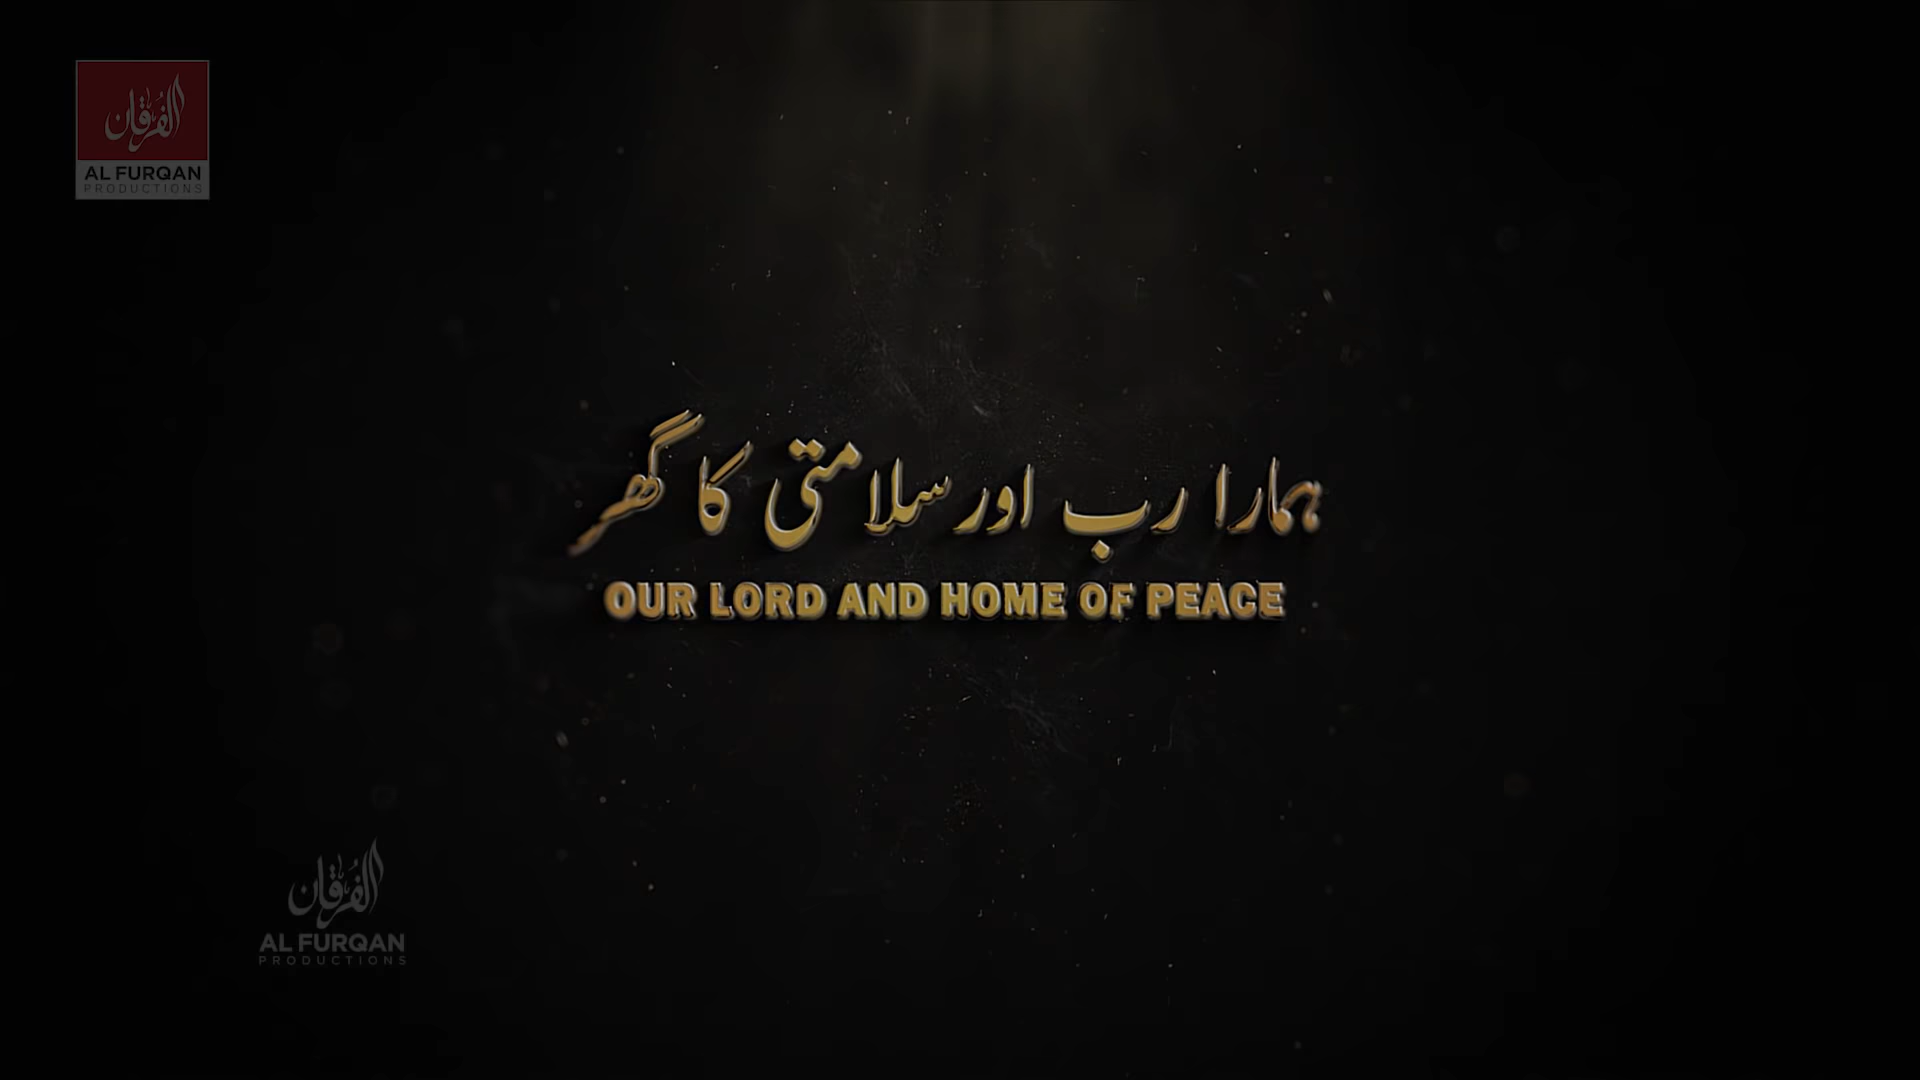 الفرقان
AL FURQAN
PRODUCTIONS
ہمارا رب اور سلامتی کا گھر
OUR LORD AND HOME OF PEACE
الفرقان
AL FURQAN
PRODUCTIONS